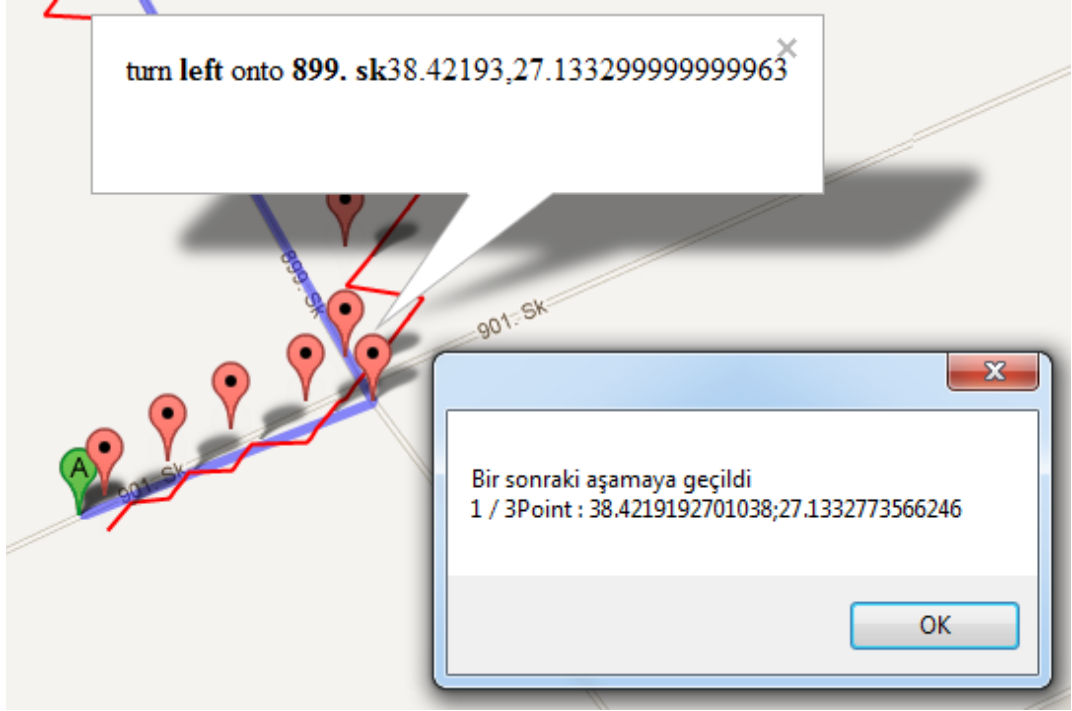 turn left onto 899. sk38.42193,27.133299999999963
899. Sk
901. Sk
A
901. Sk
Bir sonraki aşamaya geçildi
1 / 3Point : 38.4219192701038;27.1332773566246
OK